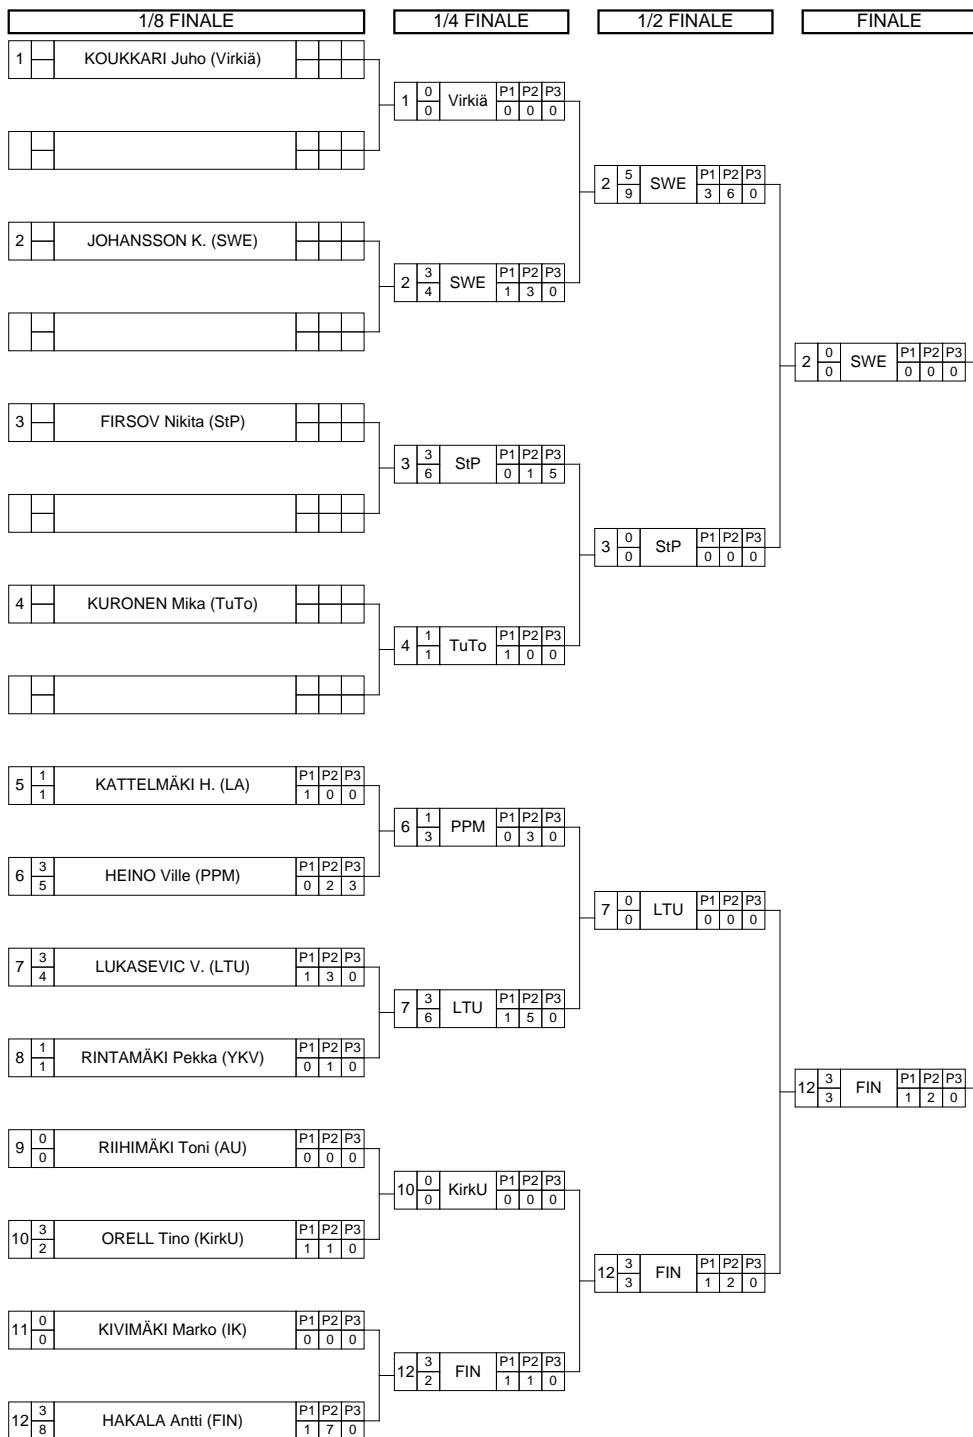 1/8 FINALE 1/4 FINALE 1/2 FINALE FINALE
1 KOUKKARI Juho (Virkiä)
1 0 Virkiä P1 P2 P3
0 0 0 0
2 5 SWE P1 P2 P3
9 3 6 0
2 JOHANSSON K. (SWE)
2 3 SWE P1 P2 P3
4 1 3 0
2 0 SWE P1 P2 P3
0 0 0 0
3 FIRSOV Nikita (StP)
3 3 StP P1 P2 P3
6 0 1 5
3 0 StP P1 P2 P3
0 0 0 0
4 KURONEN Mika (TuTo)
4 1 TuTo P1 P2 P3
1 1 0 0
5 1 KATTELMÄKI H. (LA) P1 P2 P3
1 1 0 0
6 1 PPM P1 P2 P3
3 0 3 0
6 3 HEINO Ville (PPM) P1 P2 P3
5 0 2 3
7 0 LTU P1 P2 P3
0 0 0 0
7 3 LUKASEVIC V. (LTU) P1 P2 P3
4 1 3 0
7 3 LTU P1 P2 P3
6 1 5 0
8 1 RINTAMÄKI Pekka (YKV) P1 P2 P3
1 0 1 0
12 3 FIN P1 P2 P3
3 1 2 0
9 0 RIIHIMÄKI Toni (AU) P1 P2 P3
0 0 0 0
10 0 KirkU P1 P2 P3
0 0 0 0
10 3 ORELL Tino (KirkU) P1 P2 P3
2 1 1 0
12 3 FIN P1 P2 P3
3 1 2 0
11 0 KIVIMÄKI Marko (IK) P1 P2 P3
0 0 0 0
12 3 FIN P1 P2 P3
2 1 1 0
12 3 HAKALA Antti (FIN) P1 P2 P3
8 1 7 0